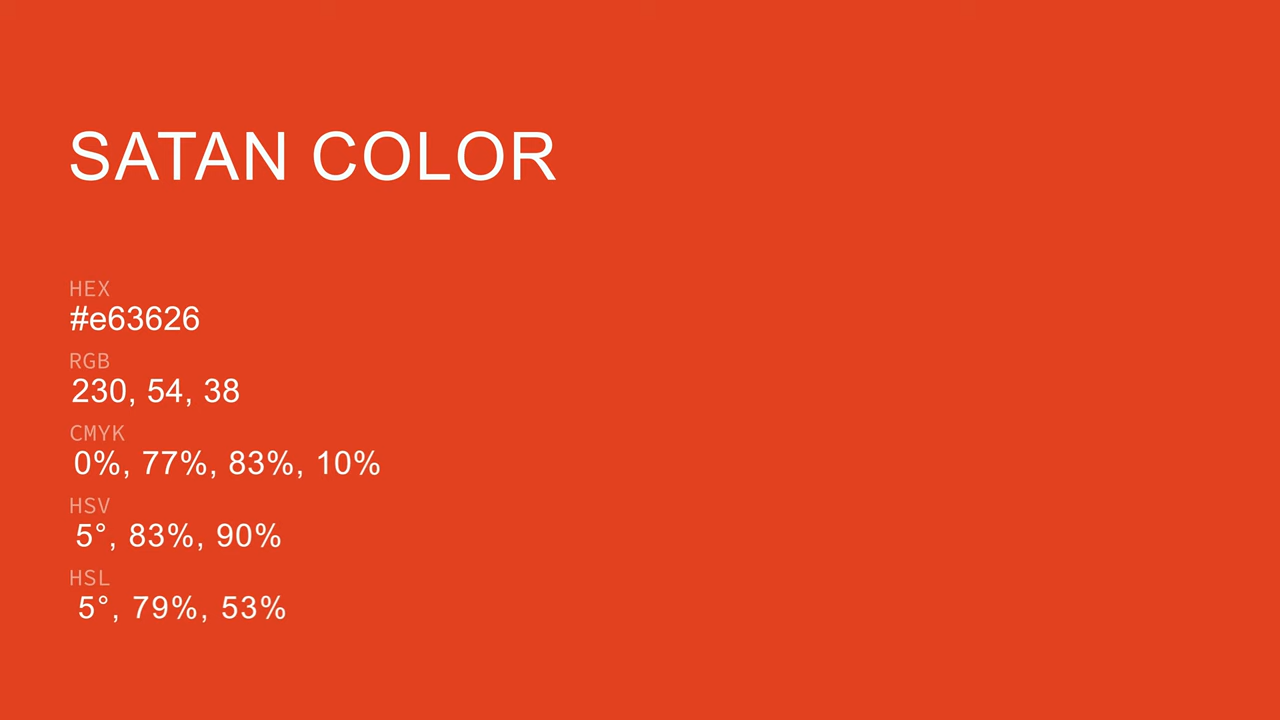 SATAN COLOR
HEX
#e63626
RGB
230, 54, 38
CMYK
0%, 77%, 83%, 10%
HSV
5°, 83%, 90%
HSL
5°, 79%, 53%